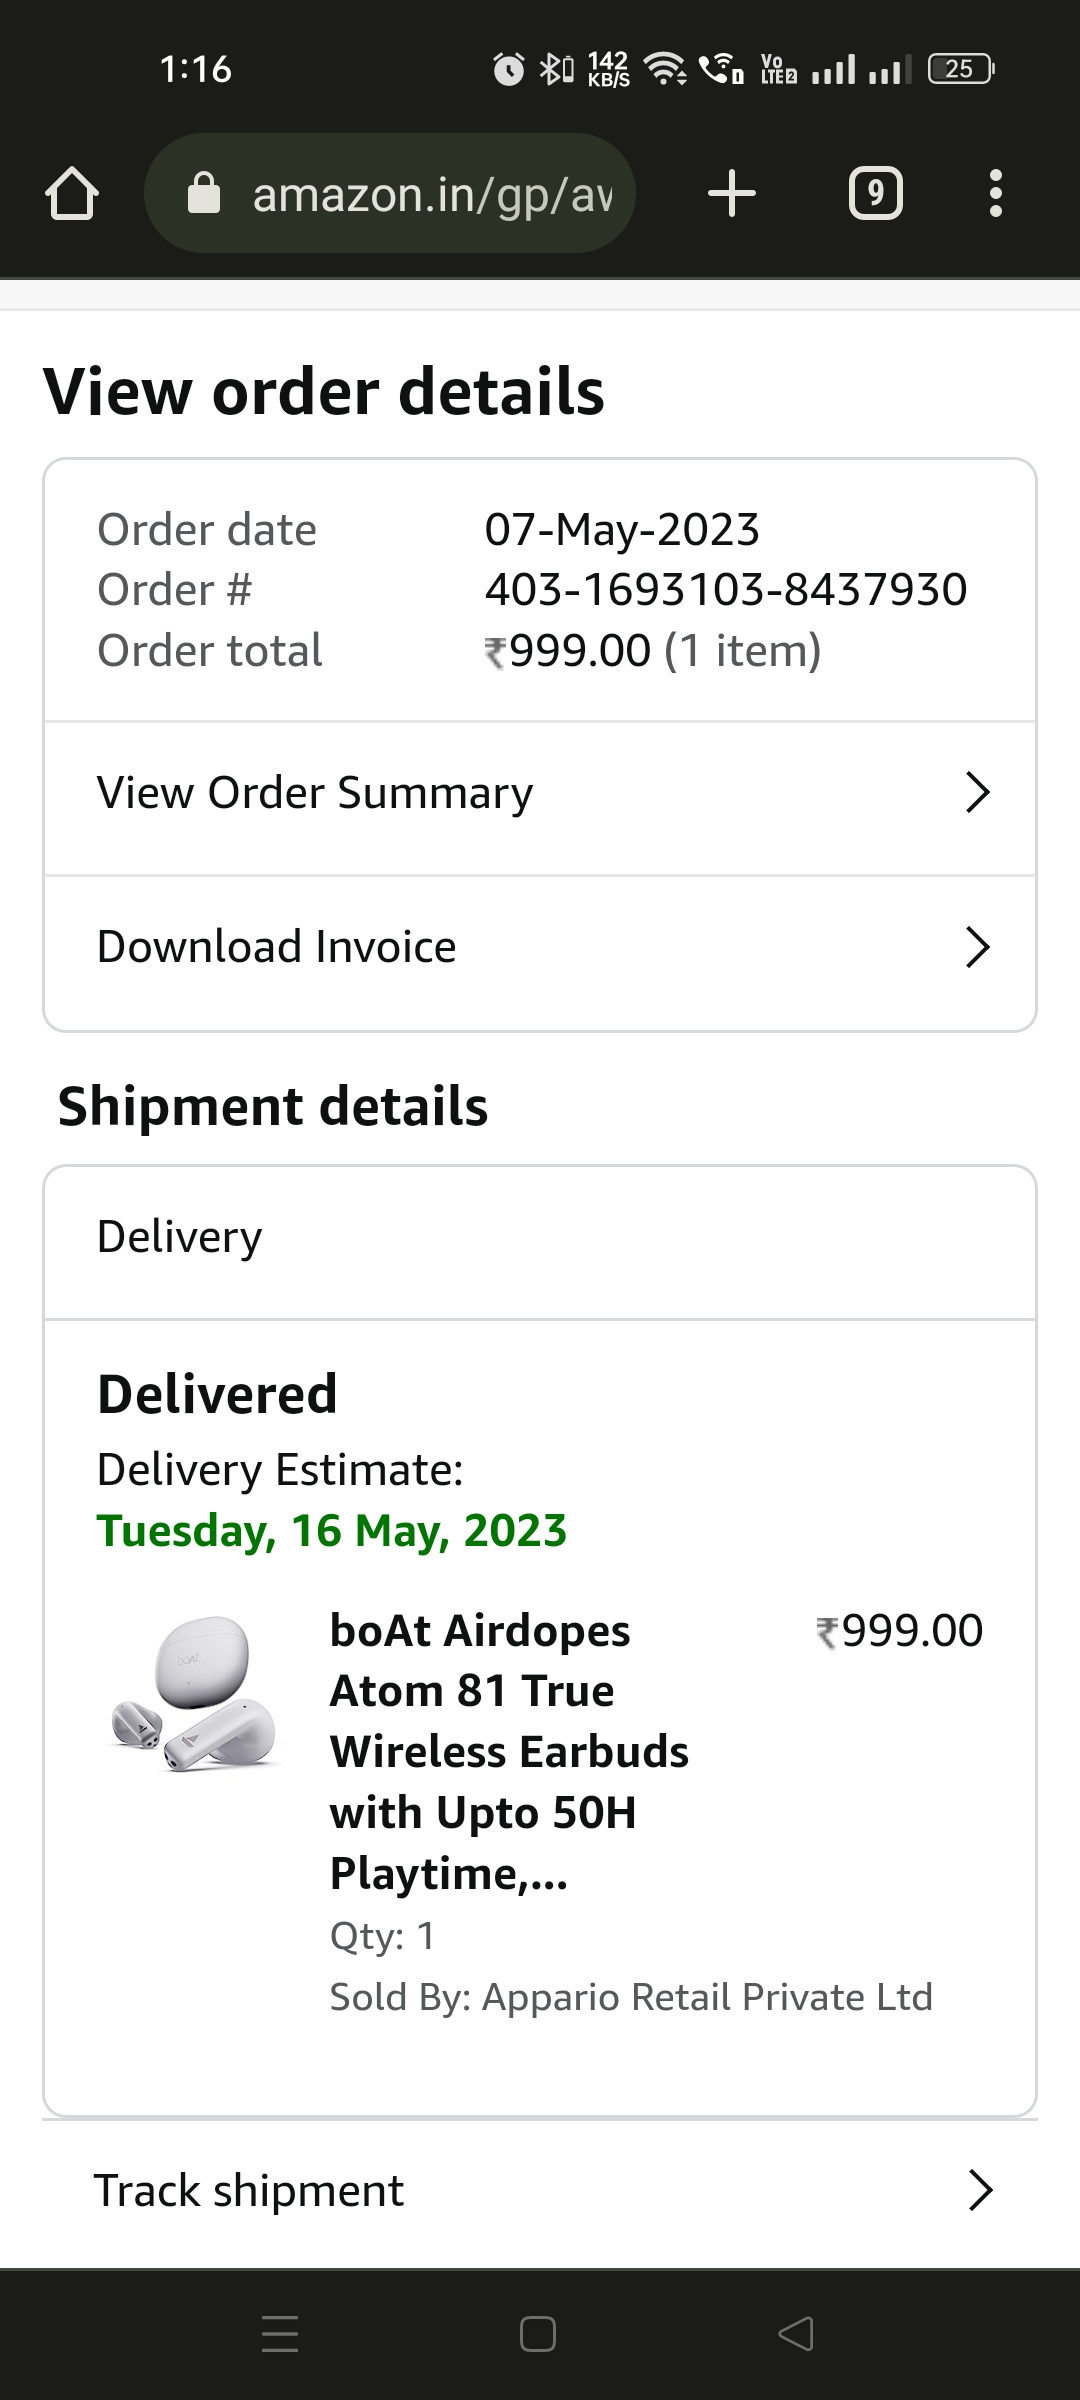 1:16
142
KB/S
Vo
LTE2
25
amazon.in/gp/aw
9
View order details
Order date 07-May-2023
Order # 403-1693103-8437930
Order total ₹999.00 (1 item)
View Order Summary
Download Invoice
Shipment details
Delivery
Delivered
Delivery Estimate:
Tuesday, 16 May, 2023
boAt
boAt Airdopes ₹999.00
Atom 81 True
Wireless Earbuds
with Upto 50H
Playtime,...
Qty: 1
Sold By: Appario Retail Private Ltd
Track shipment